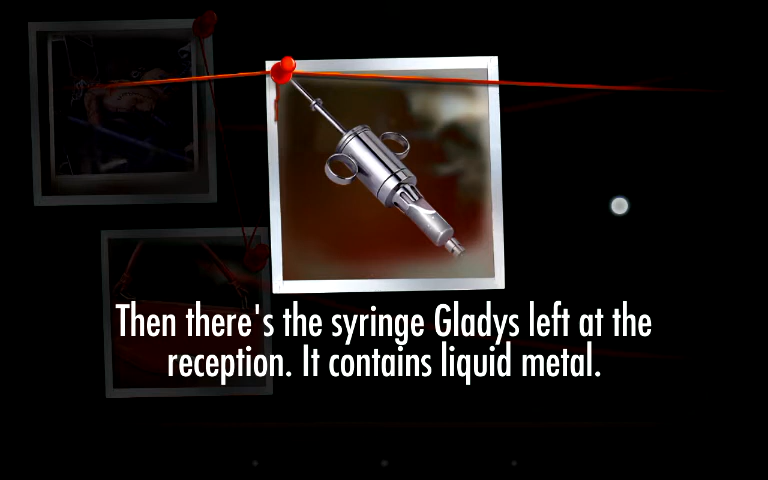 Then there's the syringe Gladys left at the
reception. It contains liquid metal.